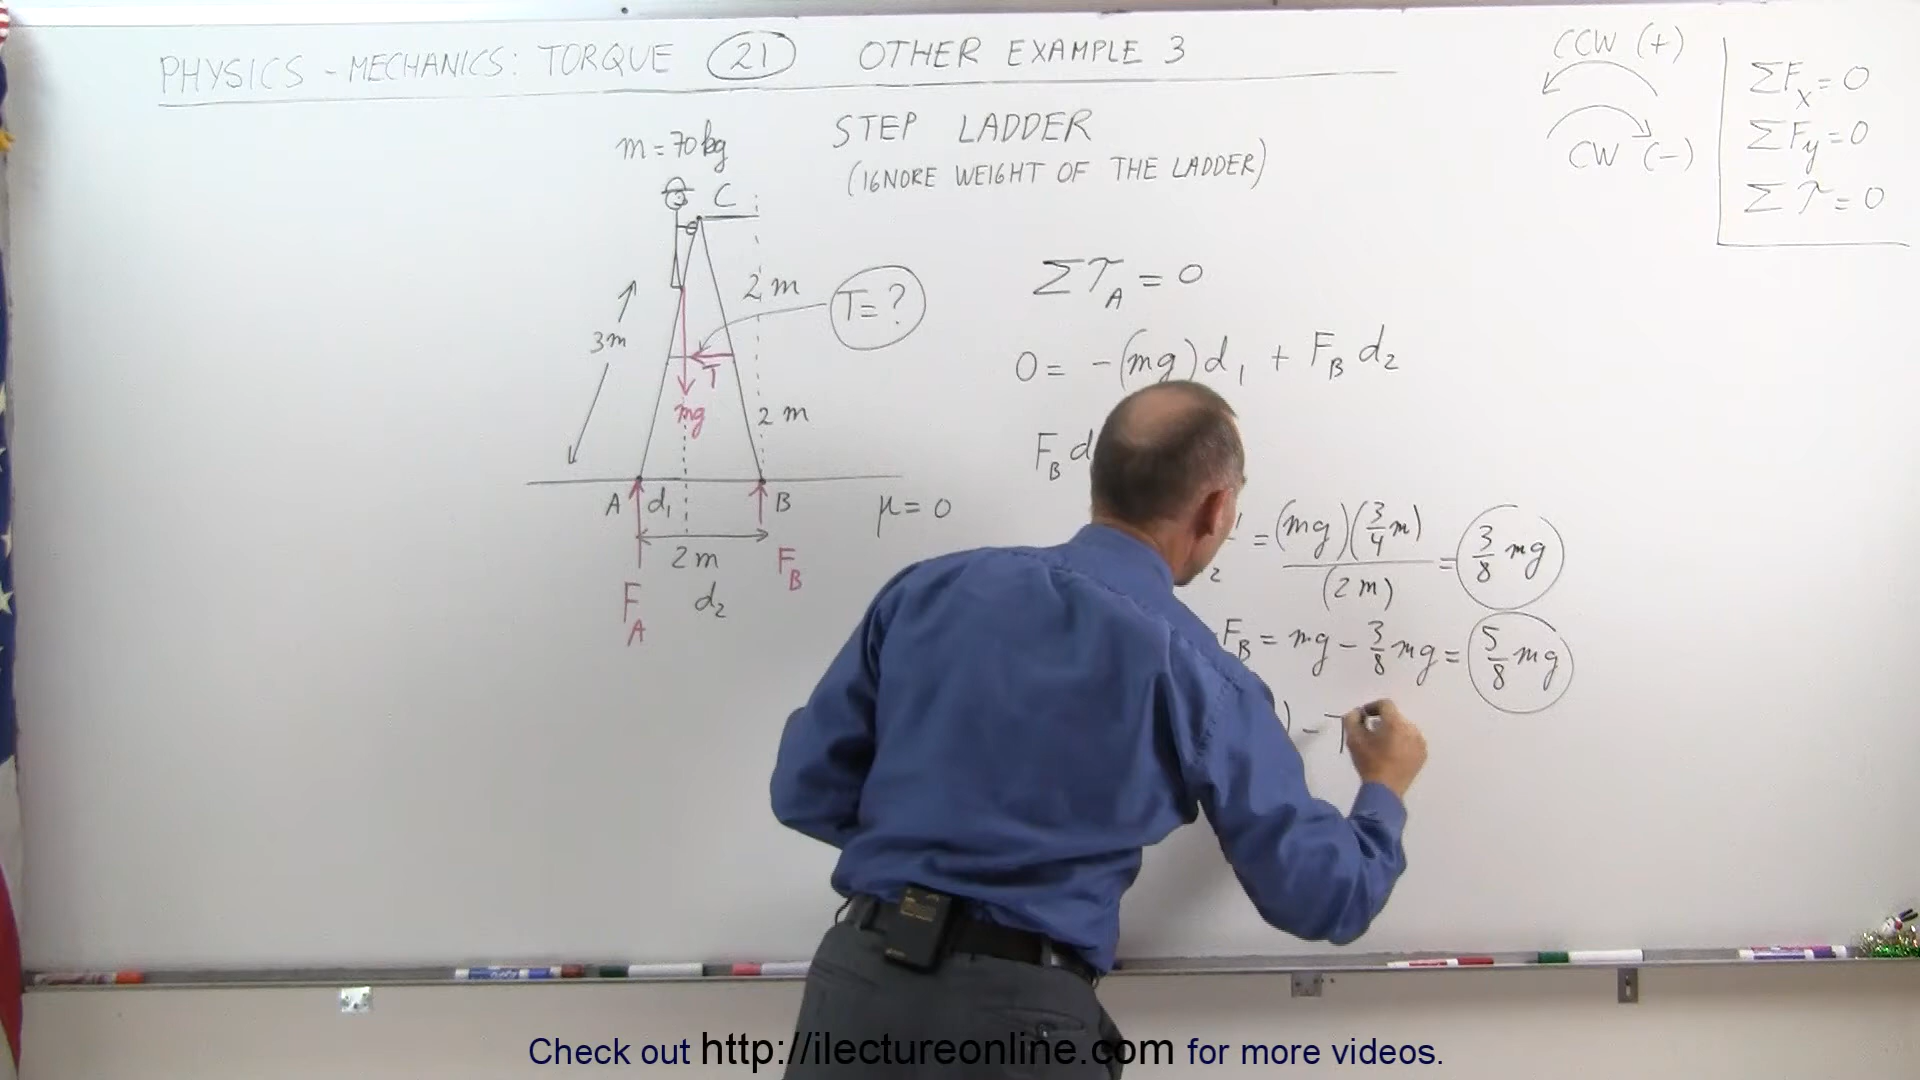 PHYSICS - MECHANICS: TORQUE 21 OTHER EXAMPLE 3
CCW (+)
CW (-)
ΣFx = 0
ΣFy = 0
Στ = 0
STEP LADDER
(IGNORE WEIGHT OF THE LADDER)
m = 70 kg
C
2 m
T = ?
3m
T
mg
2 m
A
d₁
B
μ = 0
2 m
F_A
d₂
F_B
Στ_A = 0
0 = -(mg)d₁ + F_B d₂
F_B d
= (mg)(3/4 m) / (2 m) = 3/8 mg
F_B = mg - 3/8 mg = 5/8 mg
) - T
Check out http://ilectureonline.com for more videos.